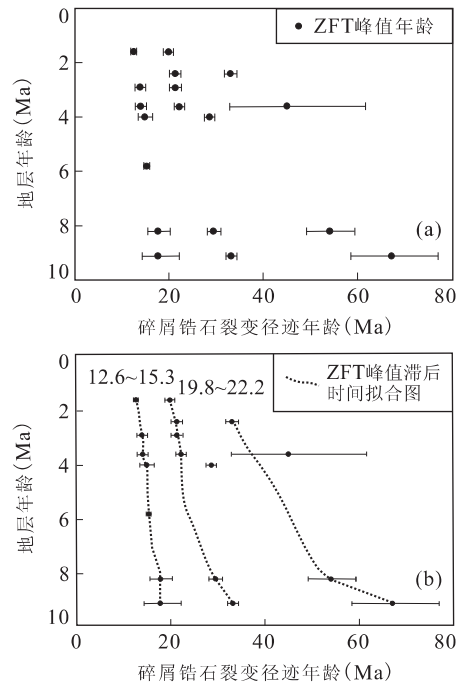 0
2
4
6
8
10
地层年龄(Ma)
ZFT峰值年龄
(a)
0 20 40 60 80
碎屑锆石裂变径迹年龄(Ma)
0
2
4
6
8
10
地层年龄(Ma)
12.6~15.3
19.8~22.2
ZFT峰值滞后
时间拟合图
(b)
0 20 40 60 80
碎屑锆石裂变径迹年龄(Ma)